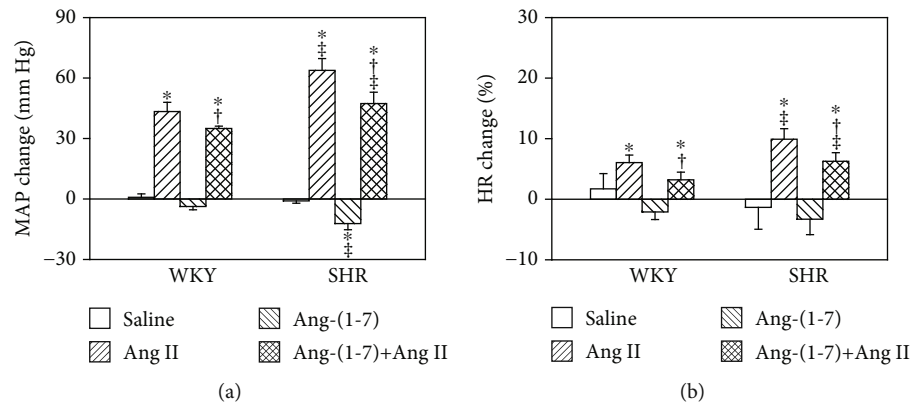 MAP change (mm Hg)
90
60
30
0
−30
*
*
†
*
‡
*
‡
*
†
‡
WKY
SHR
Saline
Ang-(1-7)
Ang II
Ang-(1-7)+Ang II
(a)
HR change (%)
30
20
10
0
−10
*
*
†
*
‡
*
†
‡
WKY
SHR
Saline
Ang-(1-7)
Ang II
Ang-(1-7)+Ang II
(b)